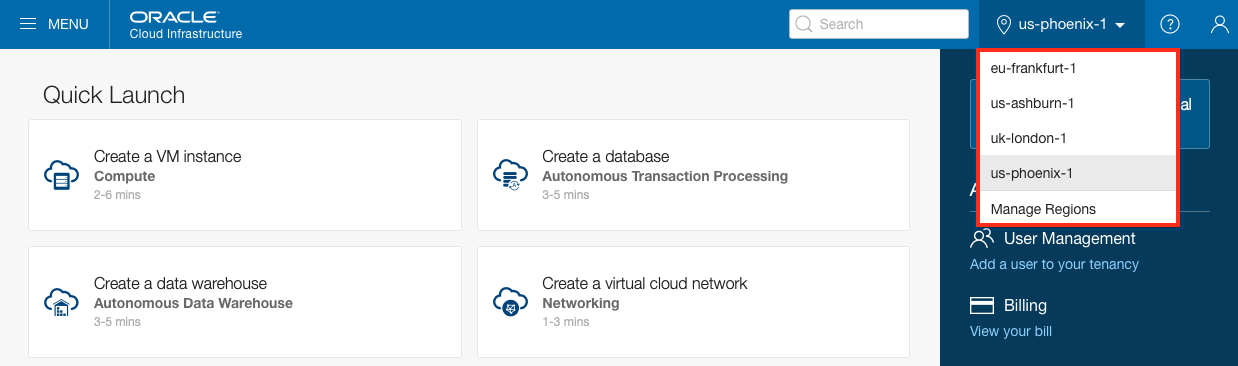 MENU
ORACLE
Cloud Infrastructure
Search
us-phoenix-1
eu-frankfurt-1
us-ashburn-1
uk-london-1
us-phoenix-1
Manage Regions
Quick Launch
Create a VM instance
Compute
2-6 mins
Create a database
Autonomous Transaction Processing
3-5 mins
Create a data warehouse
Autonomous Data Warehouse
3-5 mins
Create a virtual cloud network
Networking
1-3 mins
User Management
Add a user to your tenancy
Billing
View your bill